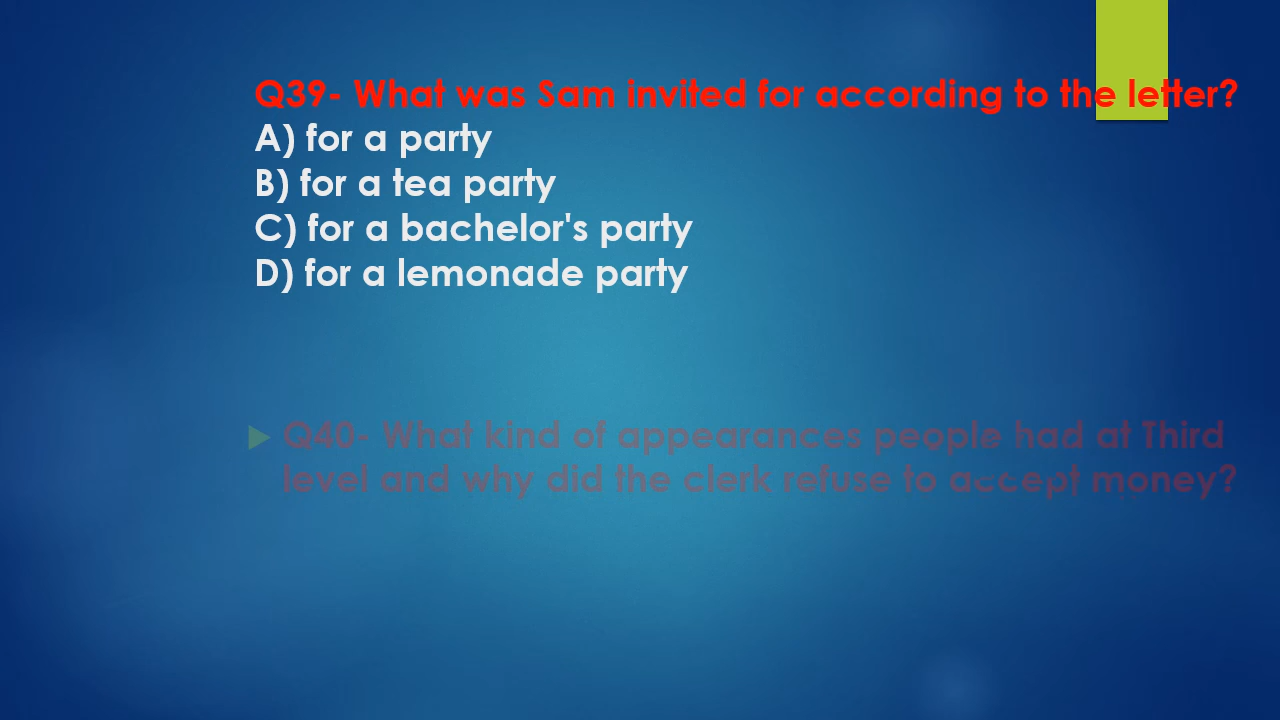 Q39- What was Sam invited for according to the letter?
A) for a party
B) for a tea party
C) for a bachelor's party
D) for a lemonade party
Q40- What kind of appearances people had at Third
level and why did the clerk refuse to accept money?